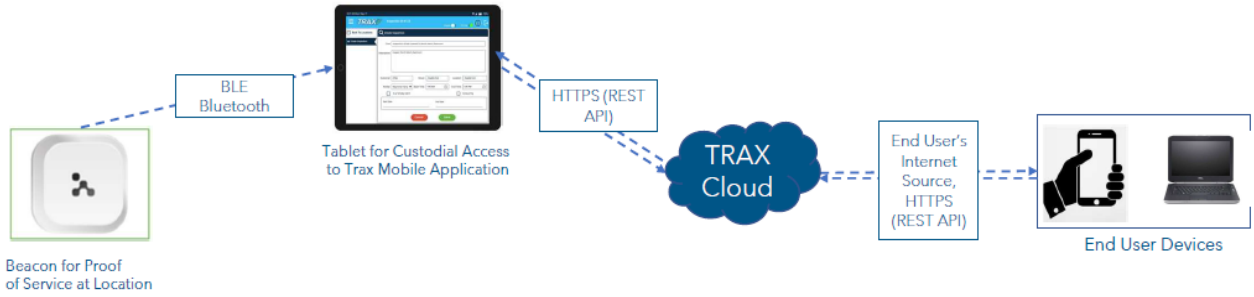 TRAX
BLE
Bluetooth
HTTPS (REST
API)
Tablet for Custodial Access
to Trax Mobile Application
TRAX
Cloud
End User's
Internet
Source,
HTTPS
(REST API)
End User Devices
Beacon for Proof
of Service at Location